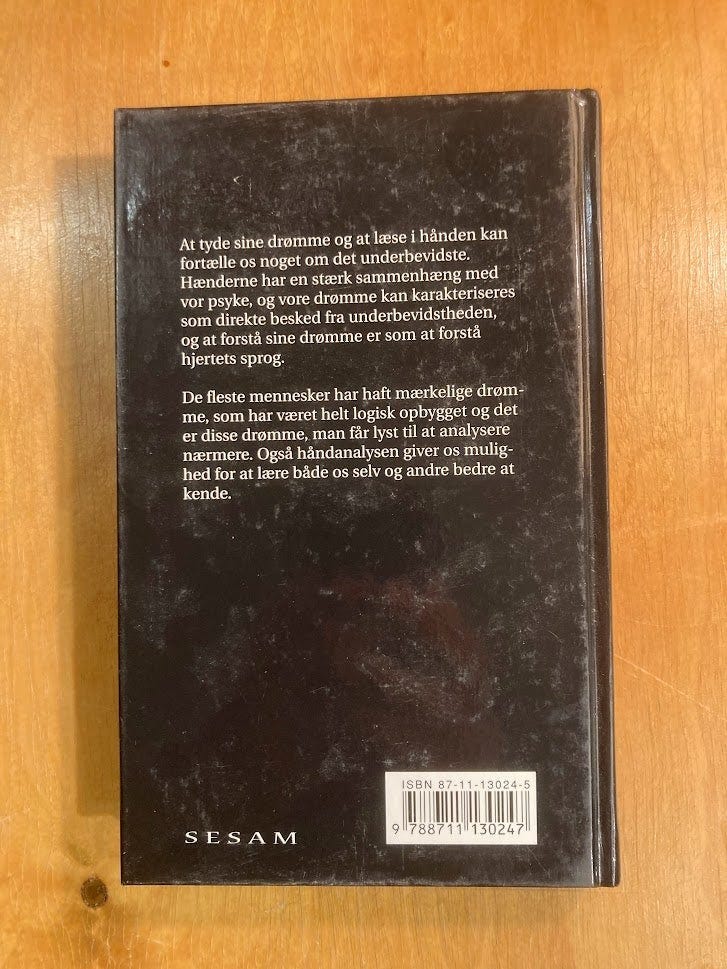 At tyde sine drømme og at læse i hånden kan
fortælle os noget om det underbevidste.
Hænderne har en stærk sammenhæng med
vor psyke, og vore drømme kan karakteriseres
som direkte besked fra underbevidstheden,
og at forstå sine drømme er som at forstå
hjertets sprog.
De fleste mennesker har haft mærkelige drøm-
me, som har været helt logisk opbygget og det
er disse drømme, man får lyst til at analysere
nærmere. Også håndanalysen giver os mulig-
hed for at lære både os selv og andre bedre at
kende.
ISBN 87-11-13024-5
9 788711 130247
SESAM